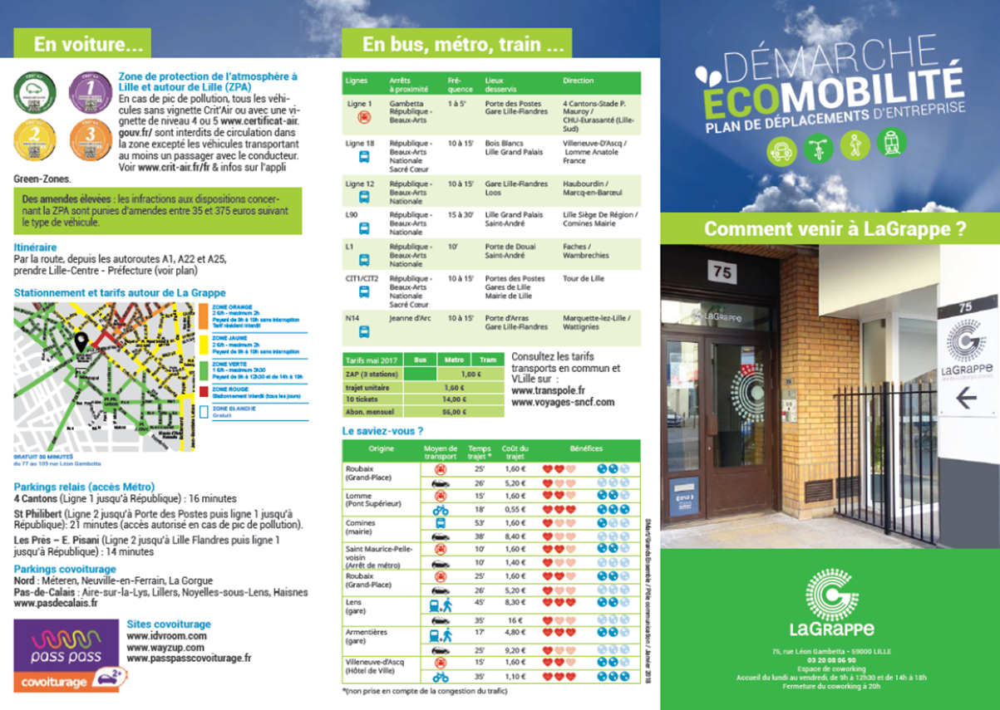 En voiture...
CRIT'Air
CRIT'Air
1
CRIT'Air
2
CRIT'Air
3
Zone de protection de l'atmosphère à
Lille et autour de Lille (ZPA)
En cas de pic de pollution, tous les véhi-
cules sans vignette Crit'Air ou avec une vi-
gnette de niveau 4 ou 5 www.certificat-air.
gouv.fr/ sont interdits de circulation dans
la zone excepté les véhicules transportant
au moins un passager avec le conducteur.
Voir www.crit-air.fr/fr & infos sur l'appli
Green-Zones.
Des amendes élevées : les infractions aux dispositions concer-
nant la ZPA sont punies d'amendes entre 35 et 375 euros suivant
le type de véhicule.
Itinéraire
Par la route, depuis les autoroutes A1, A22 et A25,
prendre Lille-Centre - Préfecture (voir plan)
Stationnement et tarifs autour de La Grappe
ZONE ORANGE
2 €/h - maximum 2h
Payant de 9h à 19h sans interruption
Tarif résident interdit
ZONE JAUNE
2 €/h - maximum 2h
Payant de 9h à 19h sans interruption
ZONE VERTE
1 €/h - maximum 3h30
Payant de 9h à 12h30 et de 14h à 19h
ZONE ROUGE
Stationnement interdit (tous les jours)
ZONE BLANCHE
Gratuit
GRATUIT 30 MINUTES
du 77 au 109 rue Léon Gambetta
Parkings relais (accès Métro)
4 Cantons (Ligne 1 jusqu'à République) : 16 minutes
St Philibert (Ligne 2 jusqu'à Porte des Postes puis ligne 1 jusqu'à
République): 21 minutes (accès autorisé en cas de pic de pollution).
Les Prés – E. Pisani (Ligne 2 jusqu'à Lille Flandres puis ligne 1
jusqu'à République) : 14 minutes
Parkings covoiturage
Nord : Méteren, Neuville-en-Ferrain, La Gorgue
Pas-de-Calais : Aire-sur-la-Lys, Lillers, Noyelles-sous-Lens, Haisnes
www.pasdecalais.fr
pass pass
covoiturage 2+
Sites covoiturage
www.idvroom.com
www.wayzup.com
www.passpasscovoiturage.fr
En bus, métro, train ...
Lignes Arrêts Fré- Lieux Direction
à proximité quence desservis
Ligne 1 Gambetta 1 à 5' Porte des Postes 4 Cantons-Stade P.
République - Gare Lille-Flandres Mauroy /
Beaux-Arts CHU-Eurasanté (Lille-
Sud)
Ligne 18 République - 10 à 15' Bois Blancs Villeneuve-D'Ascq /
Beaux-Arts Lille Grand Palais Lomme Anatole
Nationale France
Sacré Cœur
Ligne 12 République - 10 à 15' Gare Lille-Flandres Haubourdin /
Beaux-Arts Loos Marcq-en-Barœul
Nationale
L90 République - 15 à 30' Lille Grand Palais Lille Siège De Région /
Beaux-Arts Saint-André Comines Mairie
Nationale
L1 République - 10' Porte de Douai Faches /
Beaux-Arts Saint-André Wambrechies
Nationale
CIT1/CIT2 République - 10 à 15' Portes des Postes Tour de Lille
Beaux-Arts Gares de Lille
Nationale Mairie de Lille
Sacré Cœur
N14 Jeanne d'Arc 10 à 15' Porte d'Arras Marquette-lez-Lille /
Gare Lille-Flandres Wattignies
Tarifs mai 2017 Bus Metro Tram
ZAP (3 stations) 1,00 €
trajet unitaire 1,60 €
10 tickets 14,00 €
Abon. mensuel 56,00 €
Consultez les tarifs
transports en commun et
VLille sur :
www.transpole.fr
www.voyages-sncf.com
Le saviez-vous ?
Origine Moyen de Temps Coût du Bénéfices
transport trajet * trajet
Roubaix 25' 1,60 €
(Grand-Place) 26' 5,20 €
Lomme 15' 1,60 €
(Pont Supérieur) 18' 0,55 €
Comines 53' 1,60 €
(mairie) 38' 8,40 €
Saint Maurice-Pelle- 10' 1,60 €
voisin
(Arrêt de métro) 10' 1,40 €
Roubaix 25' 1,60 €
(Grand-Place) 26' 5,20 €
Lens 45' 8,30 €
(gare) 35' 16 €
Armentières 17' 4,80 €
(gare) 25' 9,20 €
Villeneuve-d'Ascq 15' 1,60 €
(Hôtel de Ville) 35' 1,10 €
*(non prise en compte de la congestion du trafic)
/ Pôle communication / Janvier 2018
DÉMARCHE
ÉCOMOBILITÉ
PLAN DE DÉPLACEMENTS D'ENTREPRISE
Comment venir à LaGrappe ?
75
LAGRAPPE
75
LAGRAPPE
LAGRAPPE
75, rue Léon Gambetta - 59000 LILLE
03 20 08 06 90
Espace de coworking
Accueil du lundi au vendredi, de 9h à 12h30 et de 14h à 18h
Fermeture du coworking à 20h